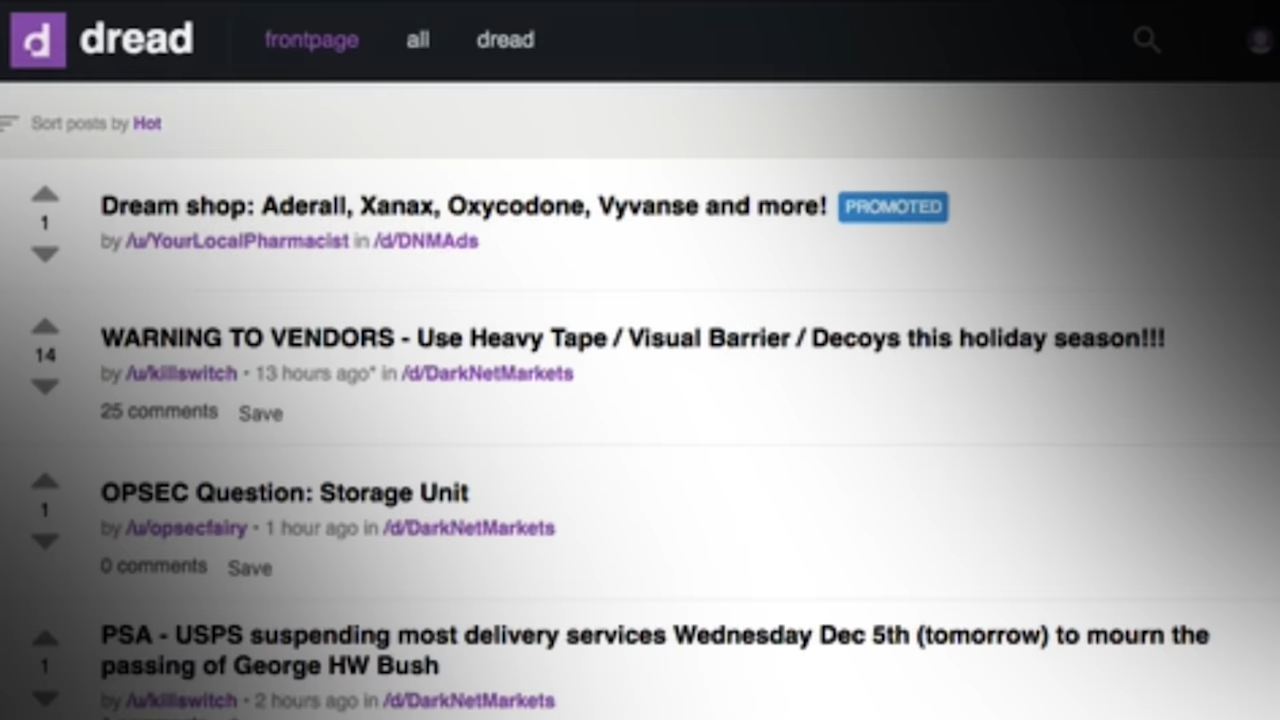 d dread frontpage all dread
Sort posts by Hot
Dream shop: Aderall, Xanax, Oxycodone, Vyvanse and more! PROMOTED
1
by /u/YourLocalPharmacist in /d/DNMAds
WARNING TO VENDORS - Use Heavy Tape / Visual Barrier / Decoys this holiday season!!!
14
by /u/killswitch • 13 hours ago* in /d/DarkNetMarkets
25 comments Save
OPSEC Question: Storage Unit
1
by /u/opsecfairy • 1 hour ago in /d/DarkNetMarkets
0 comments Save
PSA - USPS suspending most delivery services Wednesday Dec 5th (tomorrow) to mourn the
passing of George HW Bush
1
by /u/killswitch • 2 hours ago in /d/DarkNetMarkets